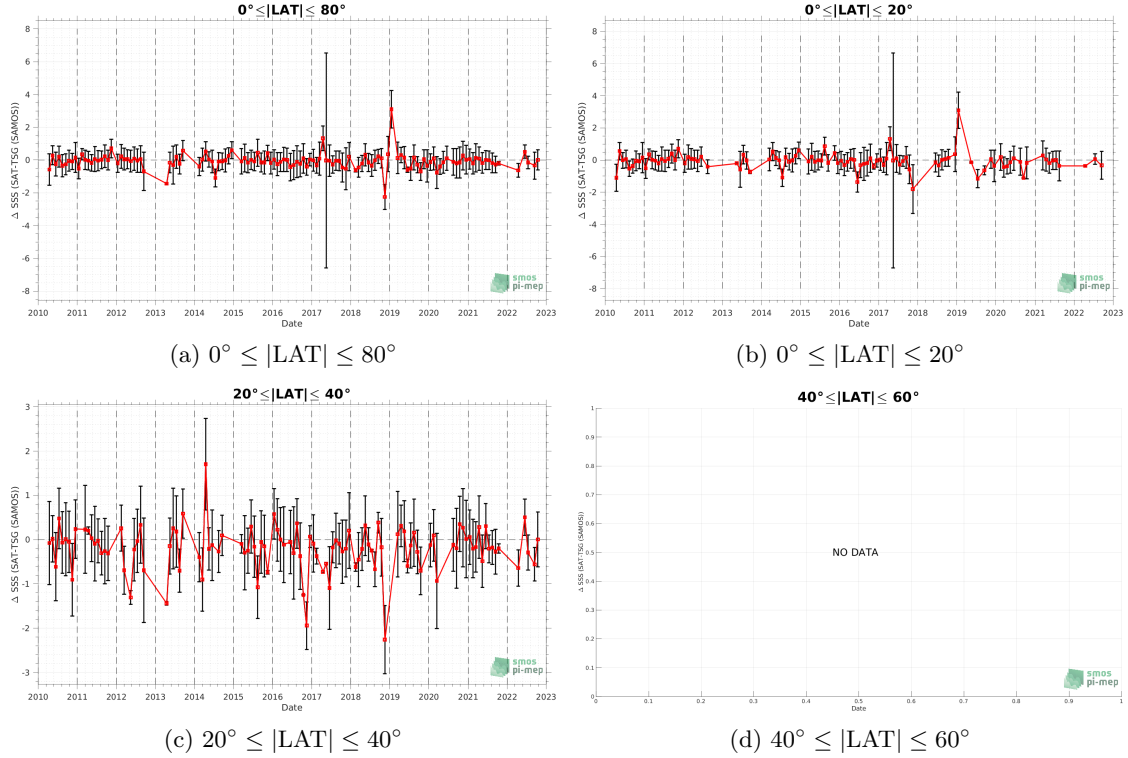 0°≤|LAT|≤ 80°
8
6
4
2
0
-2
-4
-6
-8
Δ SSS (SAT-TSG (SAMOS))
2010 2011 2012 2013 2014 2015 2016 2017 2018 2019 2020 2021 2022 2023
Date
smos
pi-mep
(a) 0° ≤ |LAT| ≤ 80°
0°≤|LAT|≤ 20°
8
6
4
2
0
-2
-4
-6
-8
Δ SSS (SAT-TSG (SAMOS))
2010 2011 2012 2013 2014 2015 2016 2017 2018 2019 2020 2021 2022 2023
Date
smos
pi-mep
(b) 0° ≤ |LAT| ≤ 20°
20°≤|LAT|≤ 40°
3
2
1
0
-1
-2
-3
Δ SSS (SAT-TSG (SAMOS))
2010 2011 2012 2013 2014 2015 2016 2017 2018 2019 2020 2021 2022 2023
Date
smos
pi-mep
(c) 20° ≤ |LAT| ≤ 40°
40°≤|LAT|≤ 60°
1
0.9
0.8
0.7
0.6
0.5
0.4
0.3
0.2
0.1
0
Δ SSS (SAT-TSG (SAMOS))
NO DATA
0 0.1 0.2 0.3 0.4 0.5 0.6 0.7 0.8 0.9 1
Date
smos
pi-mep
(d) 40° ≤ |LAT| ≤ 60°